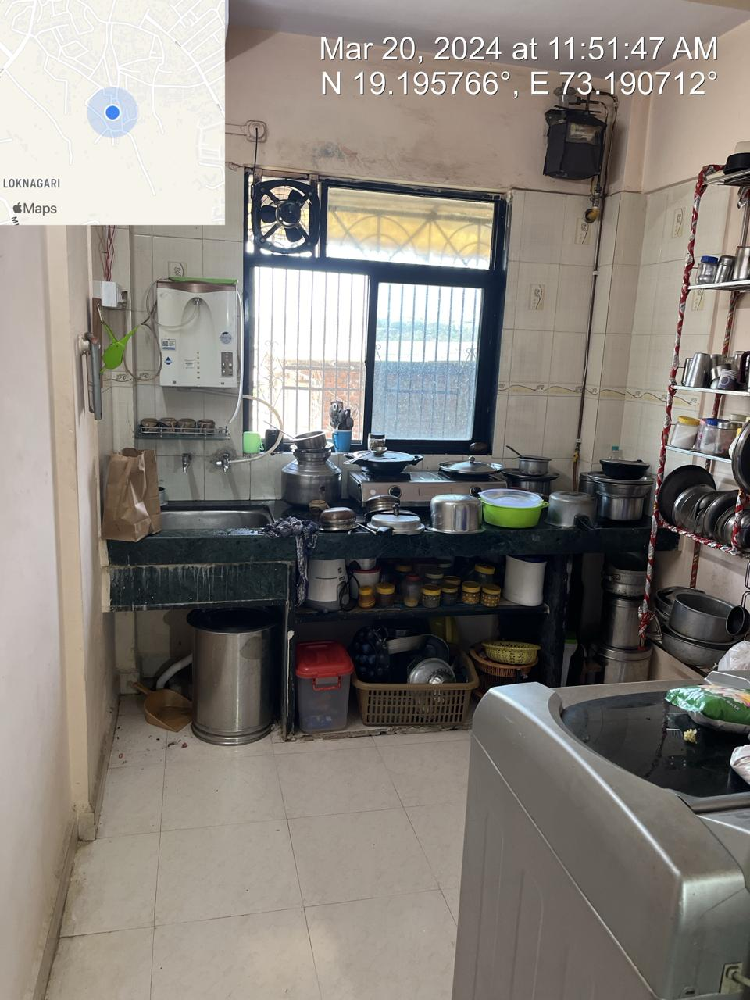 Mar 20, 2024 at 11:51:47 AM
N 19.195766°, E 73.190712°
LOKNAGARI
Maps